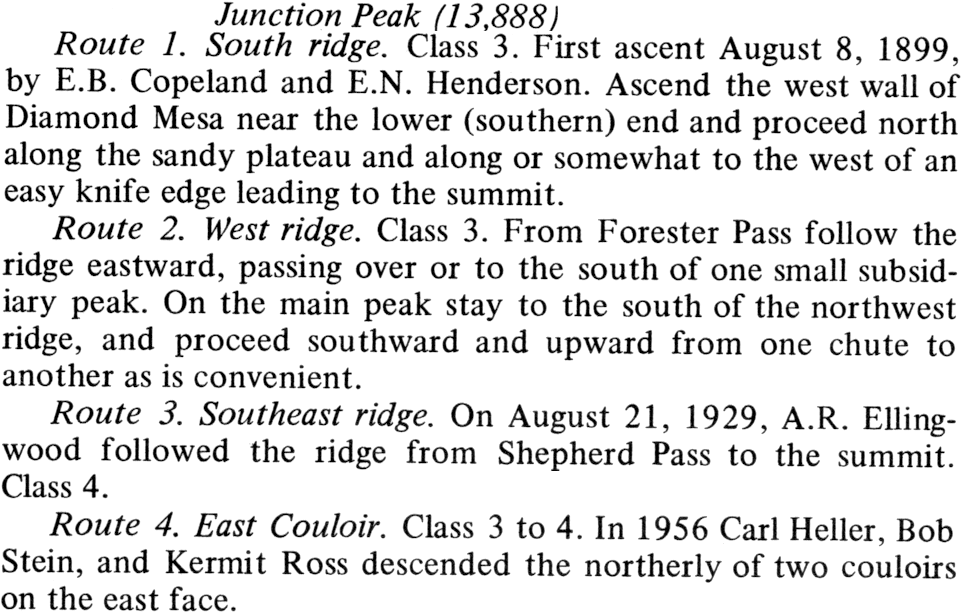 Junction Peak (13,888)
Route 1. South ridge. Class 3. First ascent August 8, 1899,
by E.B. Copeland and E.N. Henderson. Ascend the west wall of
Diamond Mesa near the lower (southern) end and proceed north
along the sandy plateau and along or somewhat to the west of an
easy knife edge leading to the summit.
Route 2. West ridge. Class 3. From Forester Pass follow the
ridge eastward, passing over or to the south of one small subsid-
iary peak. On the main peak stay to the south of the northwest
ridge, and proceed southward and upward from one chute to
another as is convenient.
Route 3. Southeast ridge. On August 21, 1929, A.R. Elling-
wood followed the ridge from Shepherd Pass to the summit.
Class 4.
Route 4. East Couloir. Class 3 to 4. In 1956 Carl Heller, Bob
Stein, and Kermit Ross descended the northerly of two couloirs
on the east face.